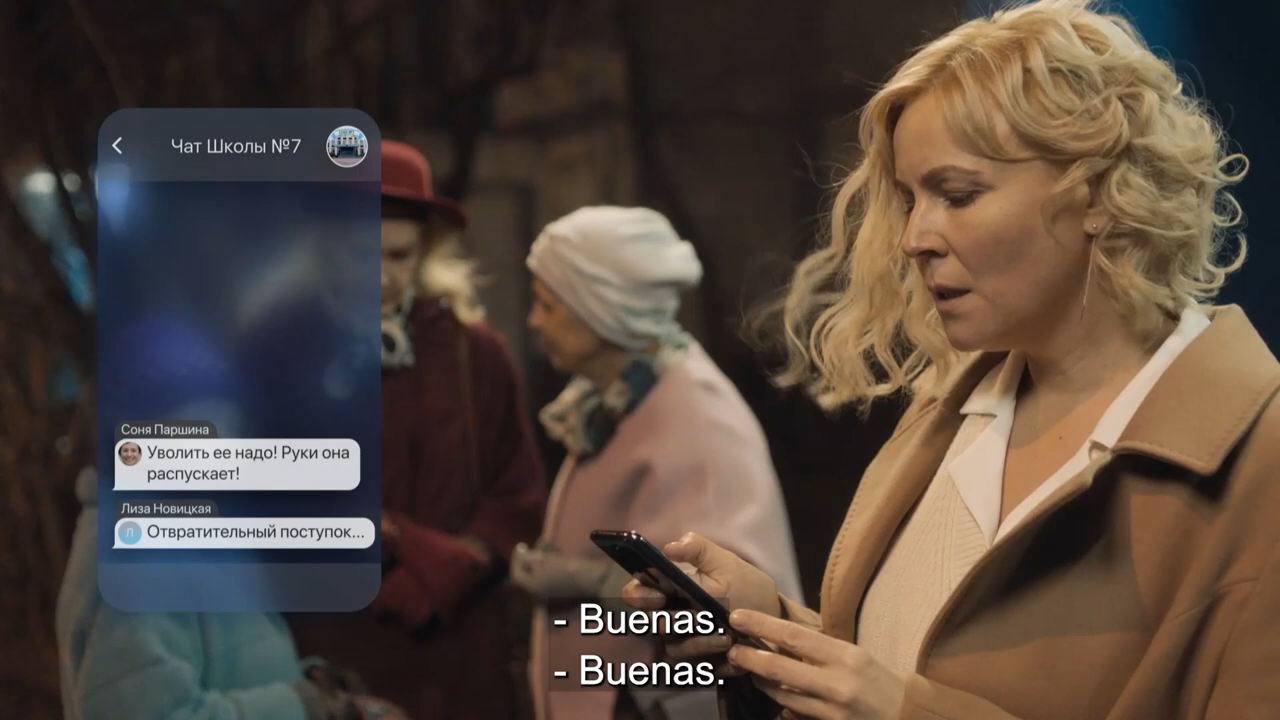 Чат Школы №7
Соня Паршина
Уволить ее надо! Руки она
распускает!
Лиза Новицкая
Л
Отвратительный поступок...
- Buenas.
- Buenas.